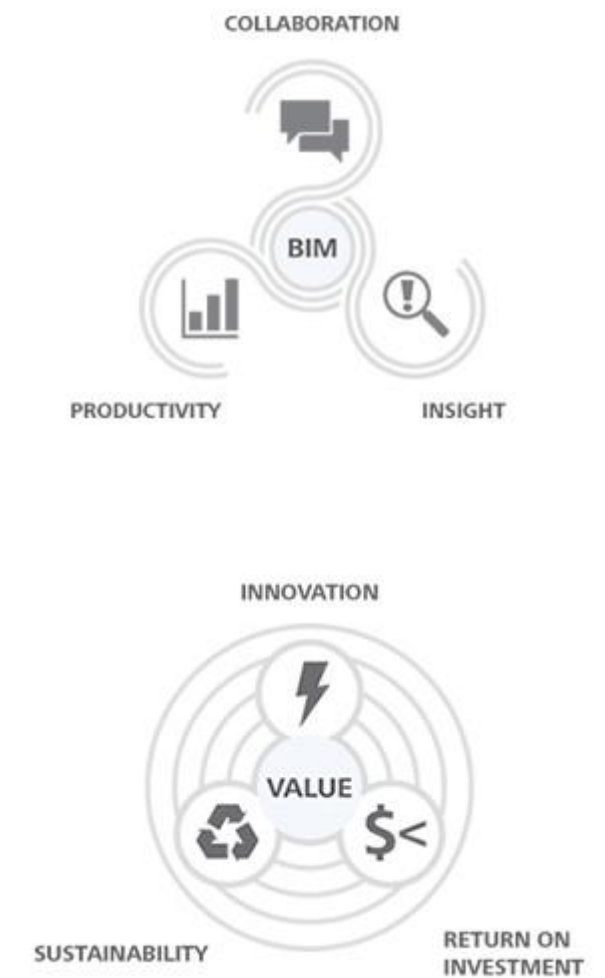 COLLABORATION
BIM
PRODUCTIVITY
INSIGHT
INNOVATION
VALUE
$<
SUSTAINABILITY
RETURN ON
INVESTMENT